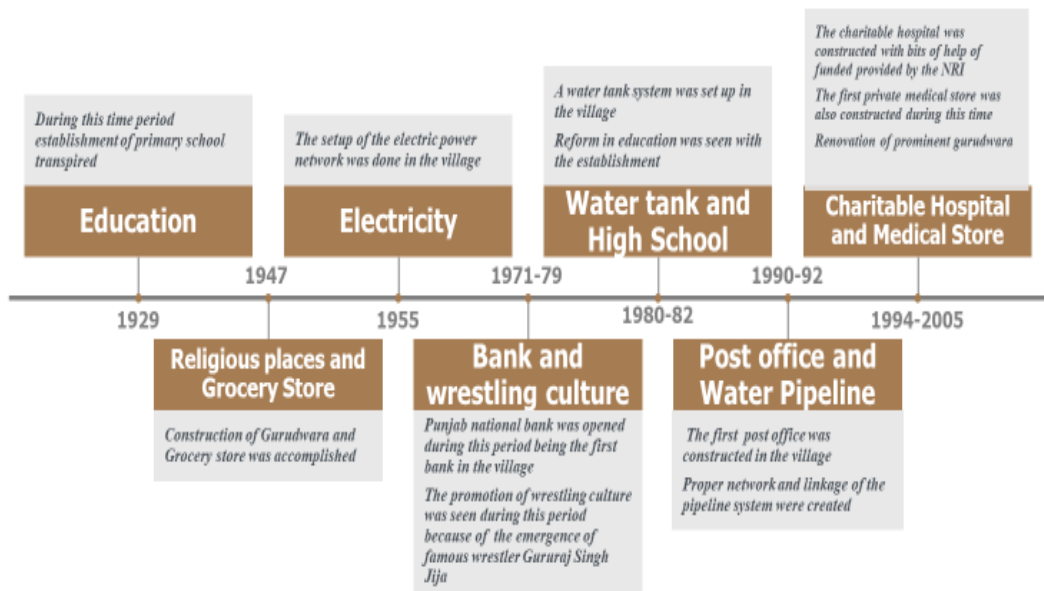 During this time period
establishment of primary school
transpired
Education
1929
1947
Religious places and
Grocery Store
Construction of Gurudwara and
Grocery store was accomplished
The setup of the electric power
network was done in the village
Electricity
1955
1971-79
Bank and
wrestling culture
Punjab national bank was opened
during this period being the first
bank in the village
The promotion of wrestling culture
was seen during this period
because of the emergence of
famous wrestler Gururaj Singh
Jija
A water tank system was set up in
the village
Reform in education was seen with
the establishment
Water tank and
High School
1980-82
1990-92
Post office and
Water Pipeline
The first post office was
constructed in the village
Proper network and linkage of the
pipeline system were created
The charitable hospital was
constructed with bits of help of
funded provided by the NRI
The first private medical store was
also constructed during this time
Renovation of prominent gurudwara
Charitable Hospital
and Medical Store
1994-2005